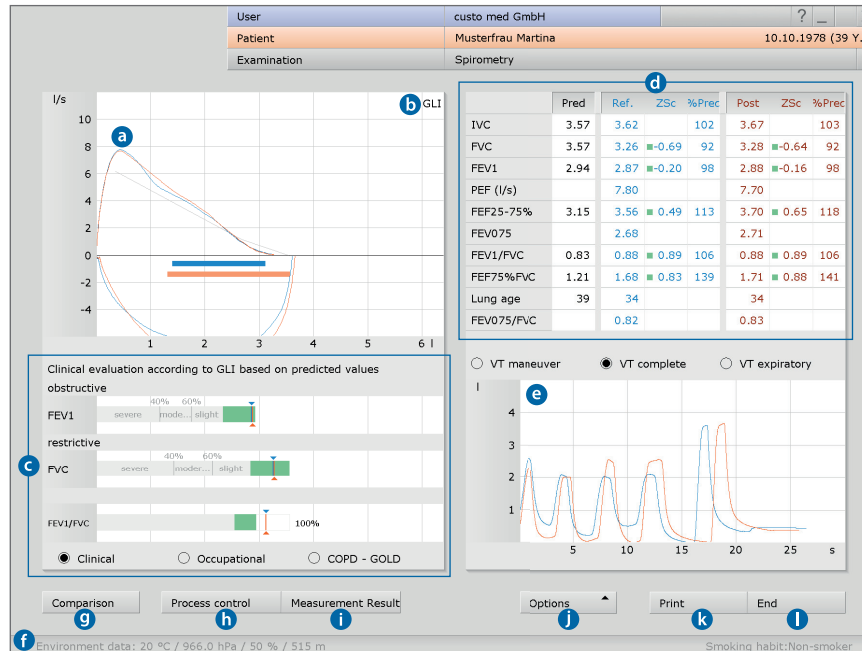 User custo med GmbH ? _
Patient Musterfrau Martina 10.10.1978 (39 Y.
Examination Spirometry
l/s
b GLI
a
10
8
6
4
2
0
-2
-4
1 2 3 4 5 6 l
d
Pred Ref. ZSc %Prec Post ZSc %Prec
IVC 3.57 3.62 102 3.67 103
FVC 3.57 3.26 -0.69 92 3.28 -0.64 92
FEV1 2.94 2.87 -0.20 98 2.88 -0.16 98
PEF (l/s) 7.80 7.70
FEF25-75% 3.15 3.56 0.49 113 3.70 0.65 118
FEV075 2.68 2.71
FEV1/FVC 0.83 0.88 0.89 106 0.88 0.89 106
FEF75%FVC 1.21 1.68 0.83 139 1.71 0.88 141
Lung age 39 34 34
FEV075/FVC 0.82 0.83
Clinical evaluation according to GLI based on predicted values
obstructive
40% 60%
FEV1 severe mode... slight
restrictive
40% 60%
c
FVC severe moder... slight
FEV1/FVC 100%
Clinical Occupational COPD - GOLD
VT maneuver VT complete VT expiratory
l
e
4
3
2
1
5 10 15 20 25 s
Comparison Process control Measurement Result Options Print End
g h i j k l
f Environment data: 20 ºC / 966.0 hPa / 50 % / 515 m Smoking habit:Non-smoker